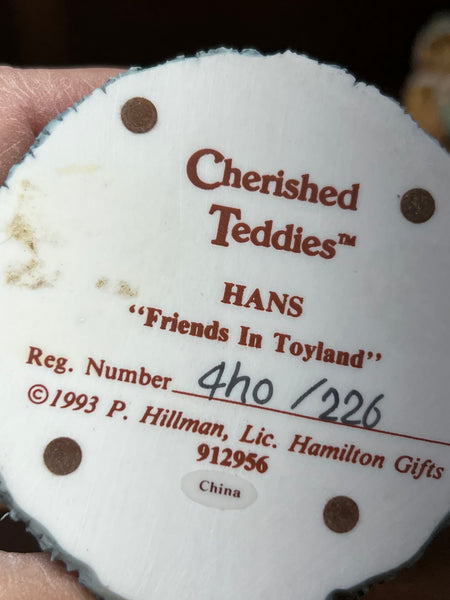 Cherished
Teddies™
HANS
“Friends In Toyland”
Reg. Number 4h0 /226
©1993 P. Hillman, Lic. Hamilton Gifts
912956
China